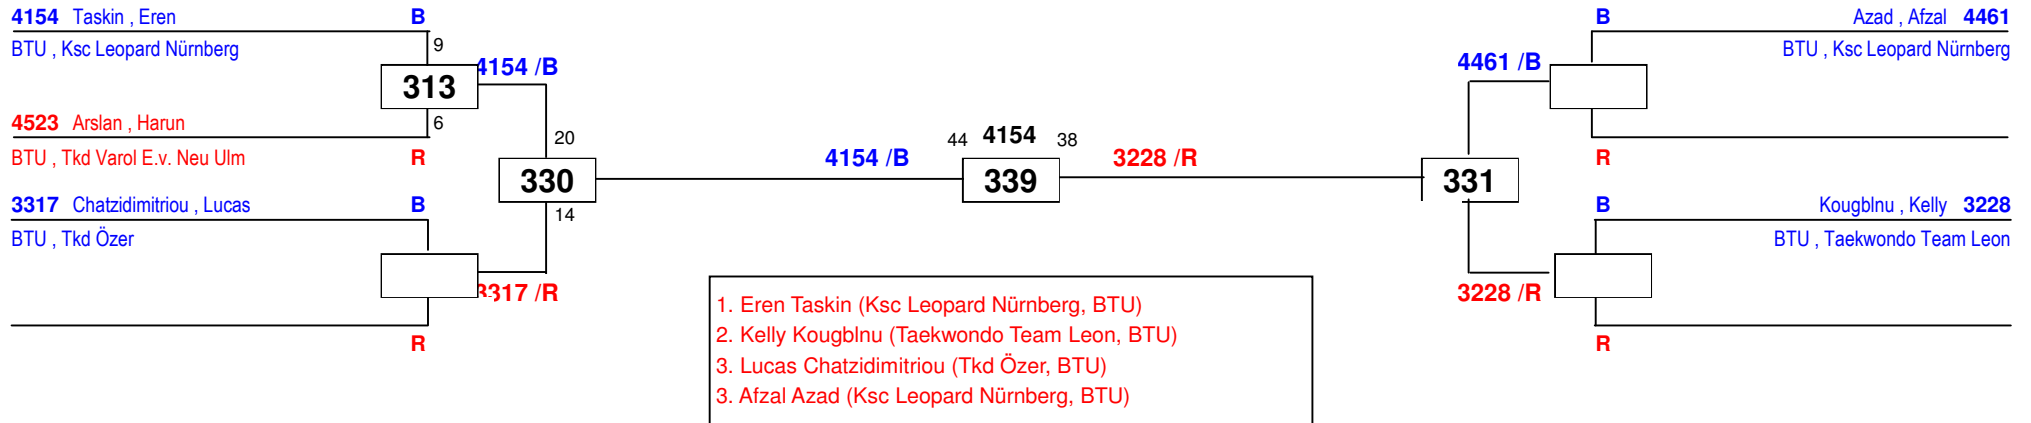 4154 Taskin , Eren B
BTU , Ksc Leopard Nürnberg
9
4154 /B
313
4523 Arslan , Harun
6
BTU , Tkd Varol E.v. Neu Ulm R
20
330
14
3317 Chatzidimitriou , Lucas B
BTU , Tkd Özer
3317 /R
R
4154 /B
44 4154 38
339
3228 /R
B Azad , Afzal 4461
BTU , Ksc Leopard Nürnberg
4461 /B
R
331
B Kougblnu , Kelly 3228
BTU , Taekwondo Team Leon
3228 /R
R
1. Eren Taskin (Ksc Leopard Nürnberg, BTU)
2. Kelly Kougblnu (Taekwondo Team Leon, BTU)
3. Lucas Chatzidimitriou (Tkd Özer, BTU)
3. Afzal Azad (Ksc Leopard Nürnberg, BTU)